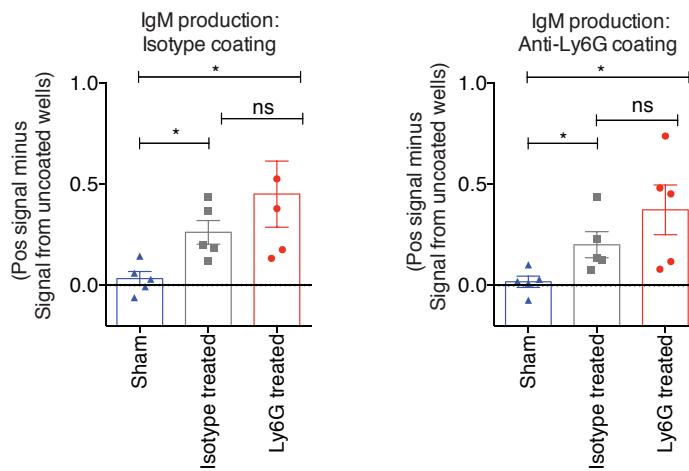 IgM production:
Isotype coating
(Pos signal minus
Signal from uncoated wells)
1.0
0.5
0.0
*
*
ns
Sham
Isotype treated
Ly6G treated
IgM production:
Anti-Ly6G coating
(Pos signal minus
Signal from uncoated wells)
1.0
0.5
0.0
*
*
ns
Sham
Isotype treated
Ly6G treated